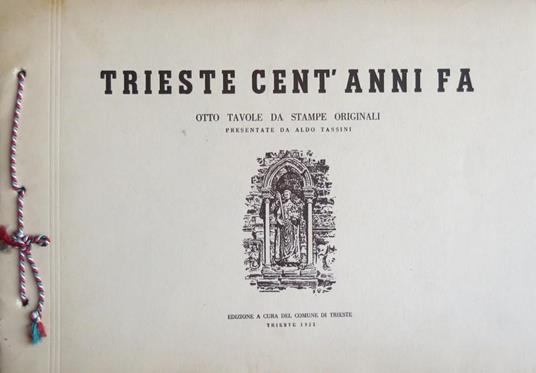 TRIESTE CENT'ANNI FA
OTTO TAVOLE DA STAMPE ORIGINALI
PRESENTATE DA ALDO TASSINI
EDIZIONE A CURA DEL COMUNE DI TRIESTE
TRIESTE